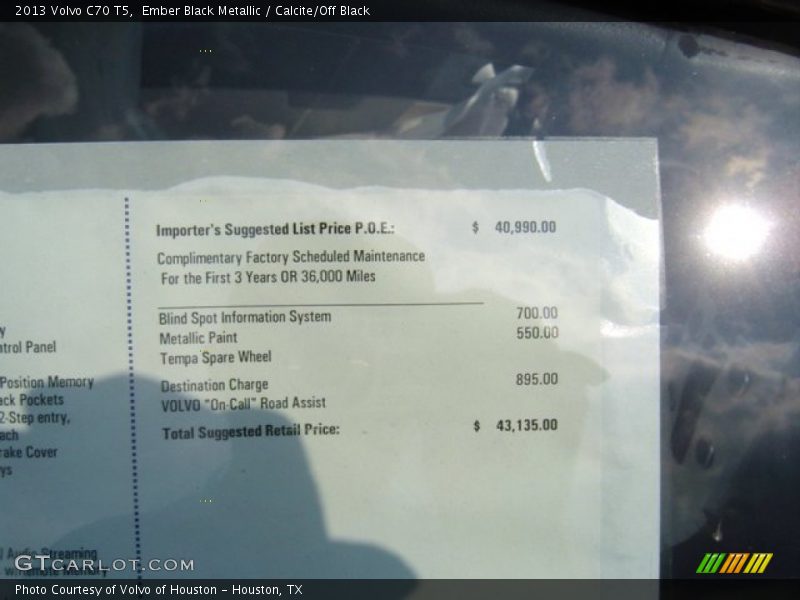 2013 Volvo C70 T5,  Ember Black Metallic / Calcite/Off Black
Importer's Suggested List Price P.O.E.: $ 40,990.00
Complimentary Factory Scheduled Maintenance
For the First 3 Years OR 36,000 Miles
Blind Spot Information System 700.00
Metallic Paint 550.00
Tempa Spare Wheel
Destination Charge 895.00
VOLVO "On-Call" Road Assist
Total Suggested Retail Price: $ 43,135.00
y
ntrol Panel
Position Memory
ack Pockets
2-Step entry,
ach
rake Cover
ys
Audio Streaming
w/Remote Memory
GTCARLOT.COM
Photo Courtesy of Volvo of Houston - Houston, TX